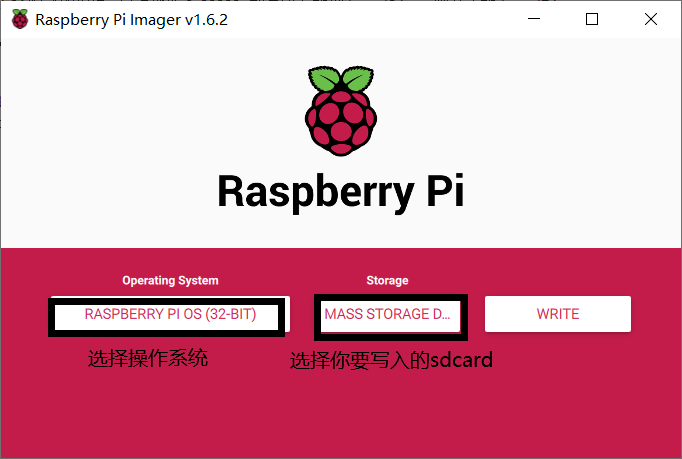 Raspberry Pi Imager v1.6.2
Raspberry Pi
Operating System
Storage
RASPBERRY PI OS (32-BIT)
MASS STORAGE D...
WRITE
选择操作系统
选择你要写入的sdcard